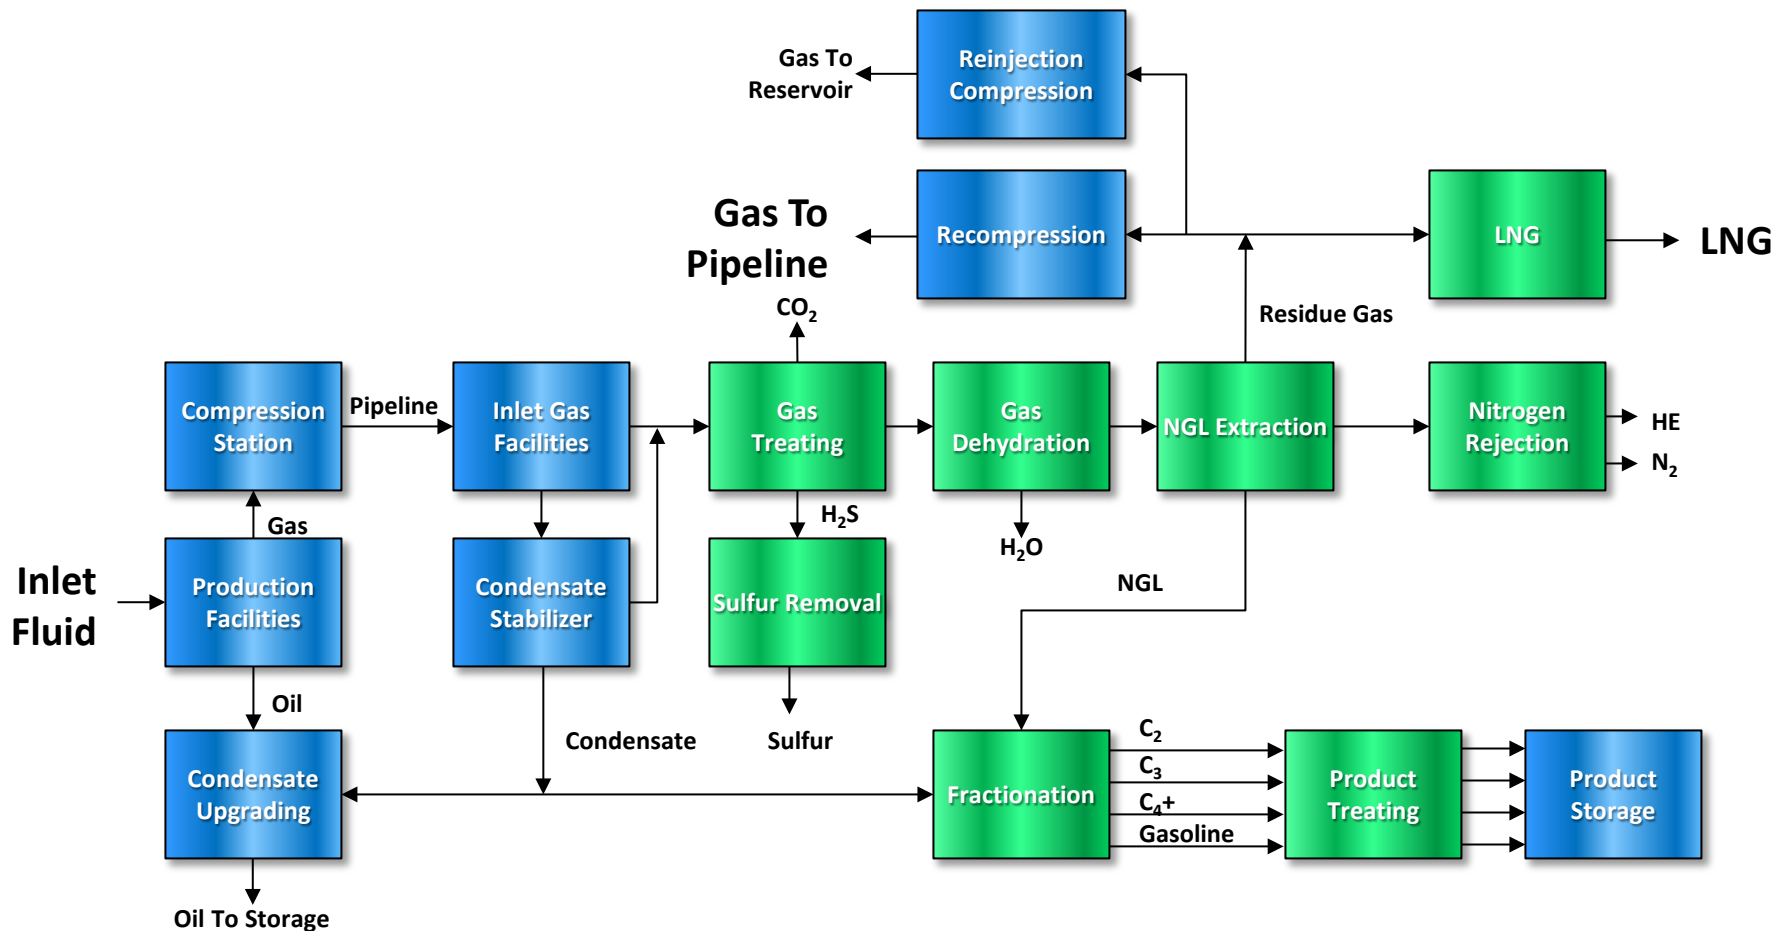 Gas To
Reservoir
Reinjection
Compression
Gas To
Pipeline
Recompression
LNG
LNG
CO₂
Residue Gas
Compression
Station
Pipeline
Inlet Gas
Facilities
Gas
Treating
Gas
Dehydration
NGL Extraction
Nitrogen
Rejection
HE
N₂
Gas
H₂S
H₂O
Inlet
Fluid
Production
Facilities
Condensate
Stabilizer
Sulfur Removal
NGL
Oil
Condensate
Sulfur
Condensate
Upgrading
Fractionation
C₂
C₃
C₄+
Gasoline
Product
Treating
Product
Storage
Oil To Storage